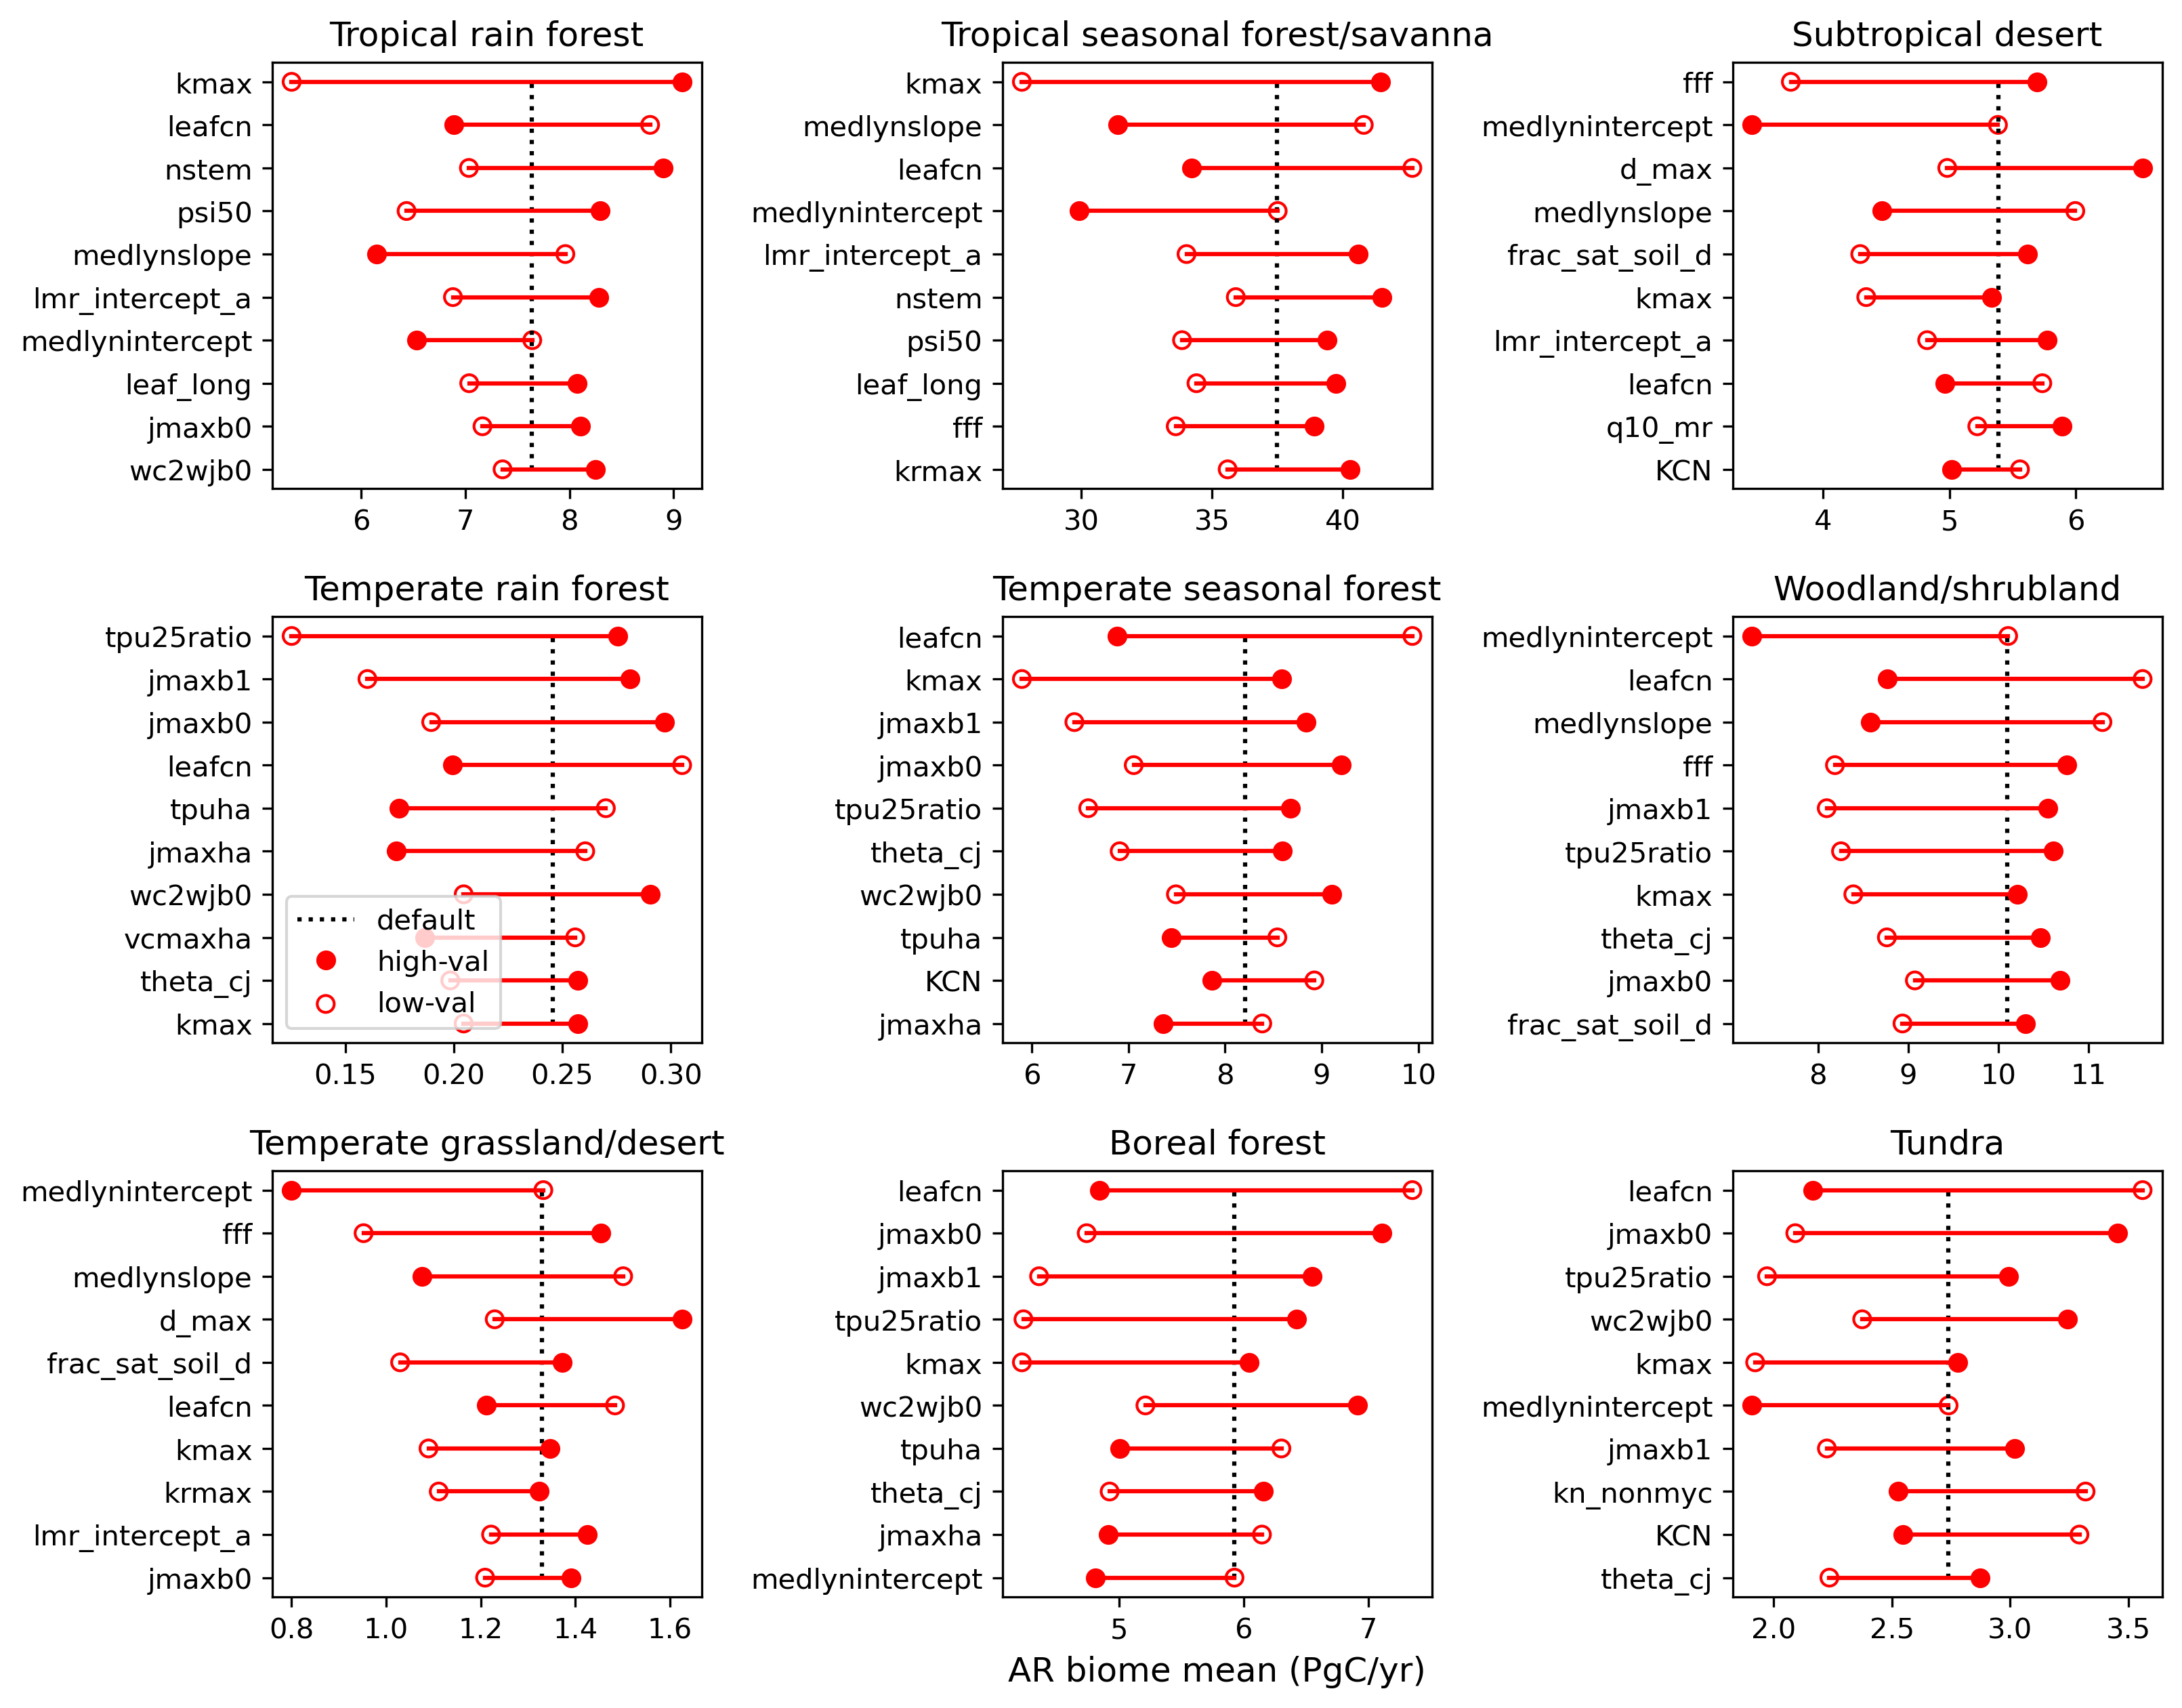 Tropical rain forest
kmax
leafcn
nstem
psi50
medlynslope
lmr_intercept_a
medlynintercept
leaf_long
jmaxb0
wc2wjb0
6 7 8 9
Tropical seasonal forest/savanna
kmax
medlynslope
leafcn
medlynintercept
lmr_intercept_a
nstem
psi50
leaf_long
fff
krmax
30 35 40
Subtropical desert
fff
medlynintercept
d_max
medlynslope
frac_sat_soil_d
kmax
lmr_intercept_a
leafcn
q10_mr
KCN
4 5 6
Temperate rain forest
tpu25ratio
jmaxb1
jmaxb0
leafcn
tpuha
jmaxha
wc2wjb0
vcmaxha
theta_cj
kmax
default
high-val
low-val
0.15 0.20 0.25 0.30
Temperate seasonal forest
leafcn
kmax
jmaxb1
jmaxb0
tpu25ratio
theta_cj
wc2wjb0
tpuha
KCN
jmaxha
6 7 8 9 10
Woodland/shrubland
medlynintercept
leafcn
medlynslope
fff
jmaxb1
tpu25ratio
kmax
theta_cj
jmaxb0
frac_sat_soil_d
8 9 10 11
Temperate grassland/desert
medlynintercept
fff
medlynslope
d_max
frac_sat_soil_d
leafcn
kmax
krmax
lmr_intercept_a
jmaxb0
0.8 1.0 1.2 1.4 1.6
Boreal forest
leafcn
jmaxb0
jmaxb1
tpu25ratio
kmax
wc2wjb0
tpuha
theta_cj
jmaxha
medlynintercept
5 6 7
AR biome mean (PgC/yr)
Tundra
leafcn
jmaxb0
tpu25ratio
wc2wjb0
kmax
medlynintercept
jmaxb1
kn_nonmyc
KCN
theta_cj
2.0 2.5 3.0 3.5